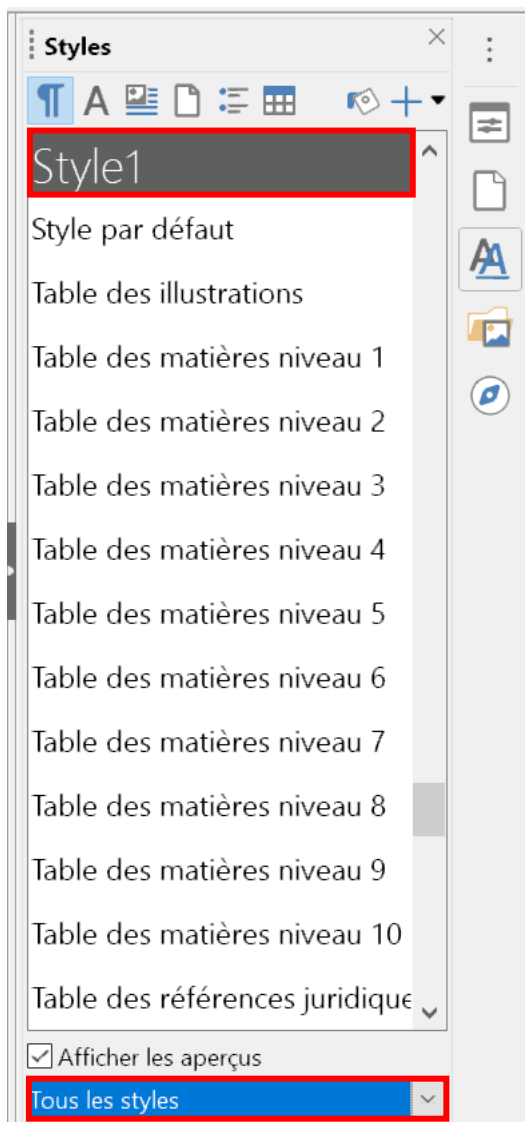 Styles
Style1
Style par défaut
Table des illustrations
Table des matières niveau 1
Table des matières niveau 2
Table des matières niveau 3
Table des matières niveau 4
Table des matières niveau 5
Table des matières niveau 6
Table des matières niveau 7
Table des matières niveau 8
Table des matières niveau 9
Table des matières niveau 10
Table des références juridique
Afficher les aperçus
Tous les styles